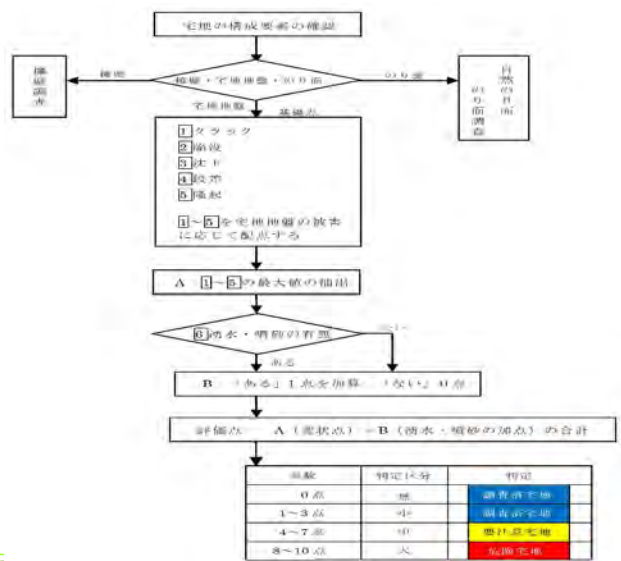 宅地の構成要素の確認
擁壁・宅地地盤・のり面
擁壁
のり面
擁壁調査
自然のり面
のり面調査
宅地地盤
基礎点
1クラック
2陥没
3沈下
4段差
5隆起
1～5を宅地地盤の被害
に応じて配点する
A 1～5の最大値の抽出
6湧水・噴砂の有無
ある
B 「ある」1点を加算 「ない」0点
評価点 A（変状点）＋B（湧水・噴砂の加点）の合計
点数 判定区分 判定
0点 無 調査済宅地
1～3点 小 調査済宅地
4～7点 中 要注意宅地
8～10点 大 危険宅地